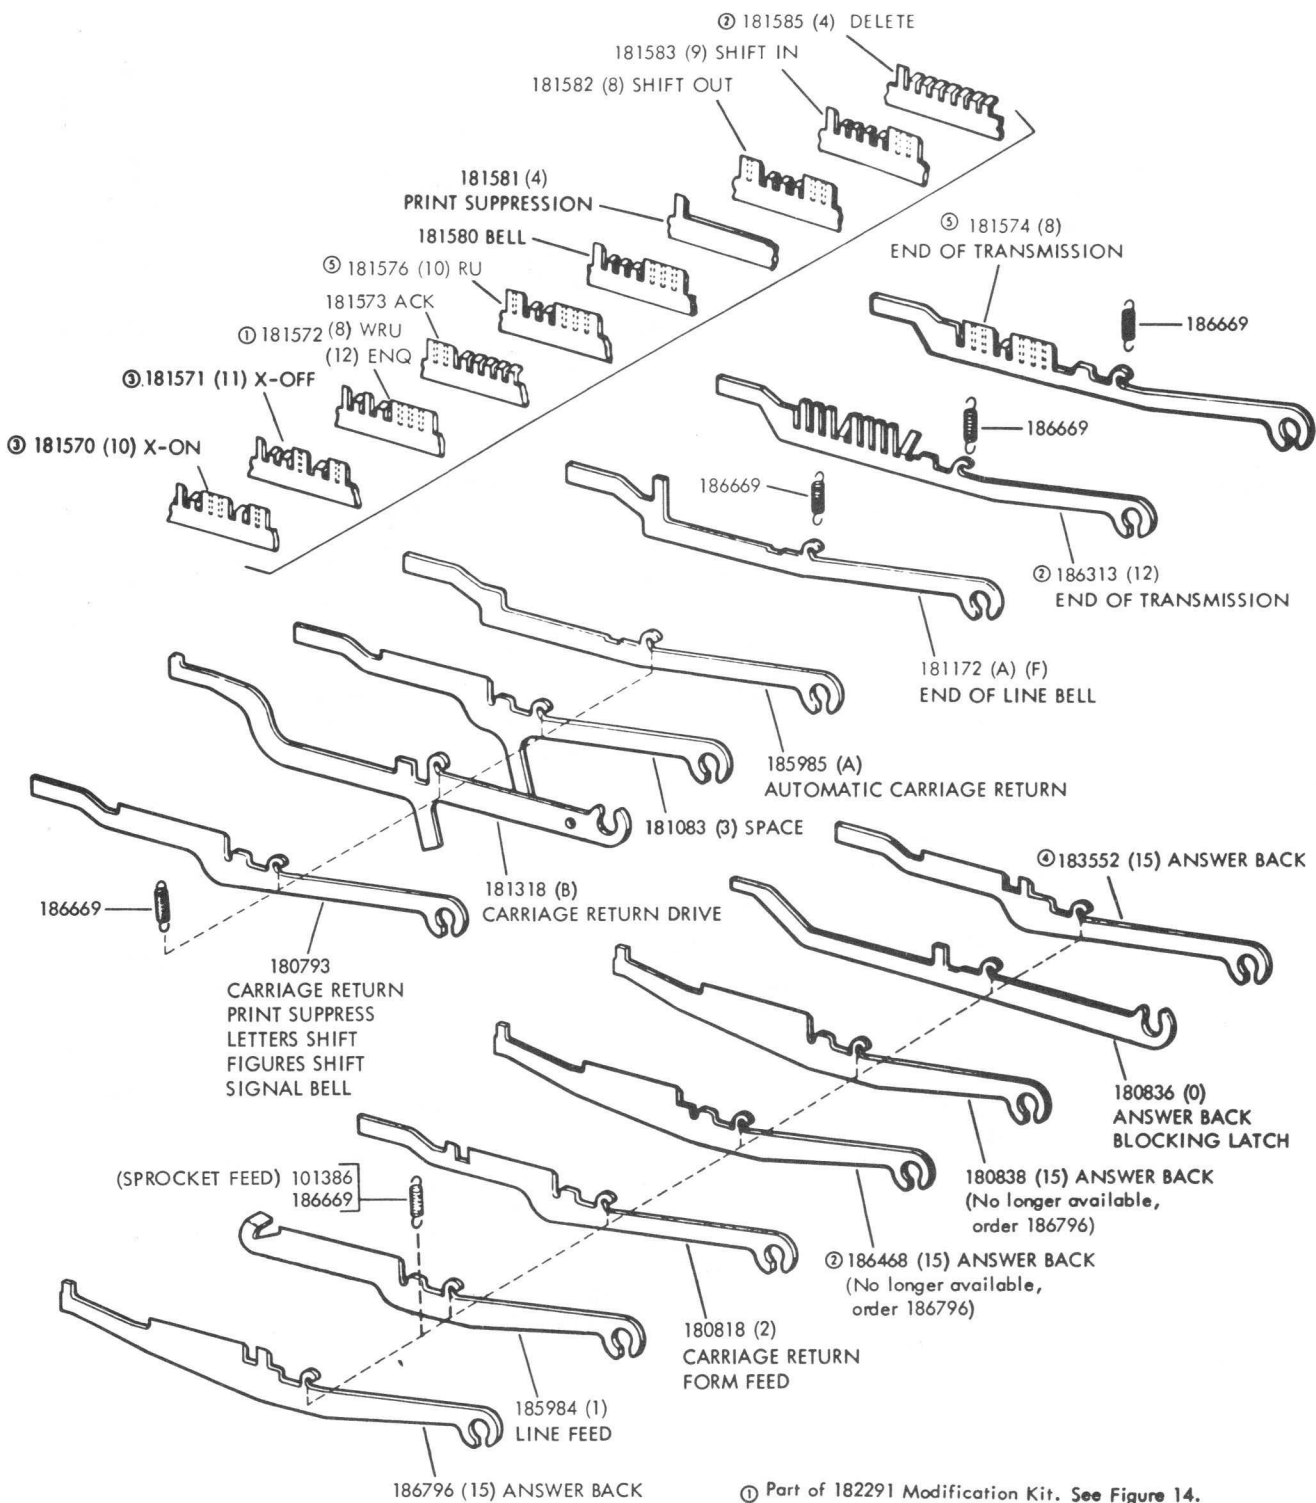 ② 181585 (4) DELETE
181583 (9) SHIFT IN
181582 (8) SHIFT OUT
181581 (4)
PRINT SUPPRESSION
181580 BELL
⑤ 181576 (10) RU
181573 ACK
① 181572 (8) WRU
(12) ENQ
③ 181571 (11) X-OFF
③ 181570 (10) X-ON
⑤ 181574 (8)
END OF TRANSMISSION
186669
186669
186669
② 186313 (12)
END OF TRANSMISSION
181172 (A) (F)
END OF LINE BELL
185985 (A)
AUTOMATIC CARRIAGE RETURN
181083 (3) SPACE
181318 (B)
CARRIAGE RETURN DRIVE
186669
180793
CARRIAGE RETURN
PRINT SUPPRESS
LETTERS SHIFT
FIGURES SHIFT
SIGNAL BELL
④ 183552 (15) ANSWER BACK
180836 (0)
ANSWER BACK
BLOCKING LATCH
180838 (15) ANSWER BACK
(No longer available,
order 186796)
② 186468 (15) ANSWER BACK
(No longer available,
order 186796)
(SPROCKET FEED) 101386
186669
180818 (2)
CARRIAGE RETURN
FORM FEED
185984 (1)
LINE FEED
186796 (15) ANSWER BACK
① Part of 182291 Modification Kit. See Figure 14.